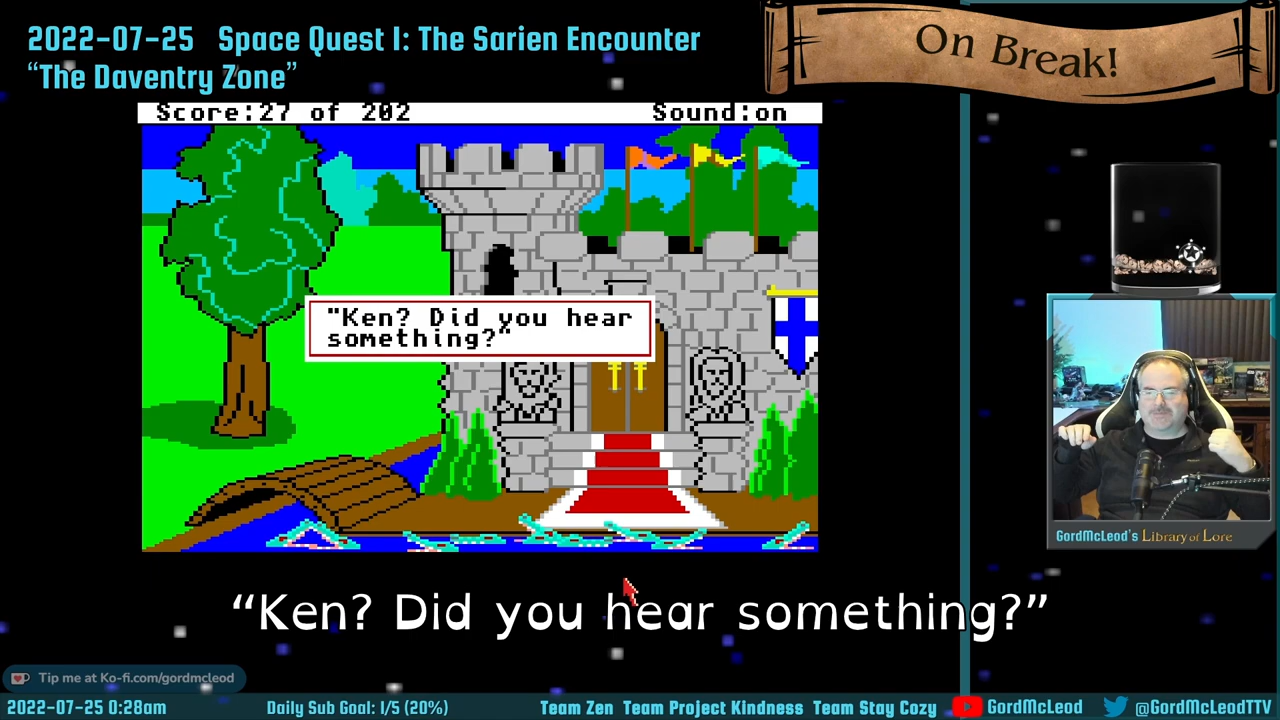 2022-07-25 Space Quest I: The Sarien Encounter
“The Daventry Zone”
On Break!
Score:27 of 202 Sound:on
"Ken? Did you hear
something?"
“Ken? Did you hear something?”
GordMcLeod's Library of Lore
Tip me at Ko-fi.com/gordmcleod
2022-07-25 0:28am Daily Sub Goal: 1/5 (20%) Team Zen Team Project Kindness Team Stay Cozy GordMcLeod @GordMcLeodTTV